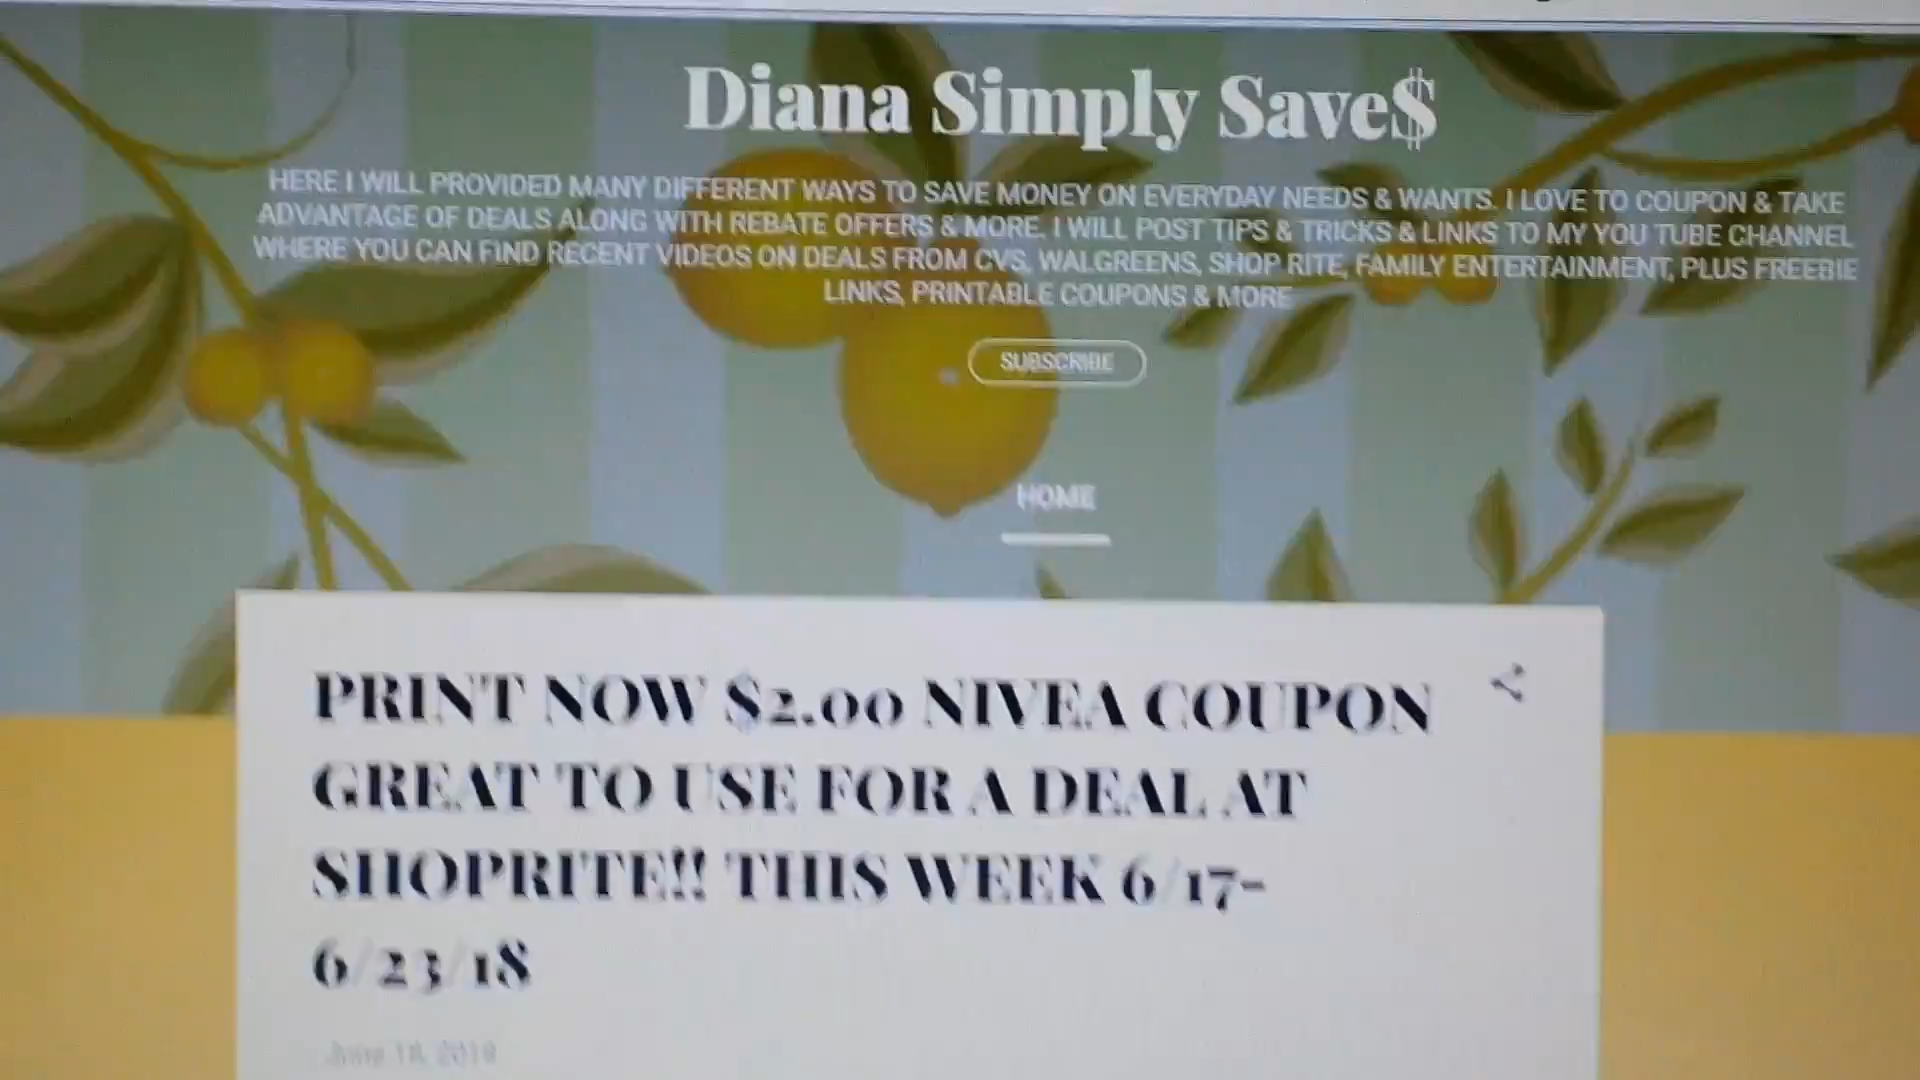 Diana Simply Save$
HERE I WILL PROVIDED MANY DIFFERENT WAYS TO SAVE MONEY ON EVERYDAY NEEDS & WANTS. I LOVE TO COUPON & TAKE
ADVANTAGE OF DEALS ALONG WITH REBATE OFFERS & MORE. I WILL POST TIPS & TRICKS & LINKS TO MY YOU TUBE CHANNEL
WHERE YOU CAN FIND RECENT VIDEOS ON DEALS FROM CVS, WALGREENS, SHOP RITE, FAMILY ENTERTAINMENT, PLUS FREEBIE
LINKS, PRINTABLE COUPONS & MORE
SUBSCRIBE
HOME
PRINT NOW $2.00 NIVEA COUPON
GREAT TO USE FOR A DEAL AT
SHOPRITE!! THIS WEEK 6/17-
6/23/18
June 18, 2018